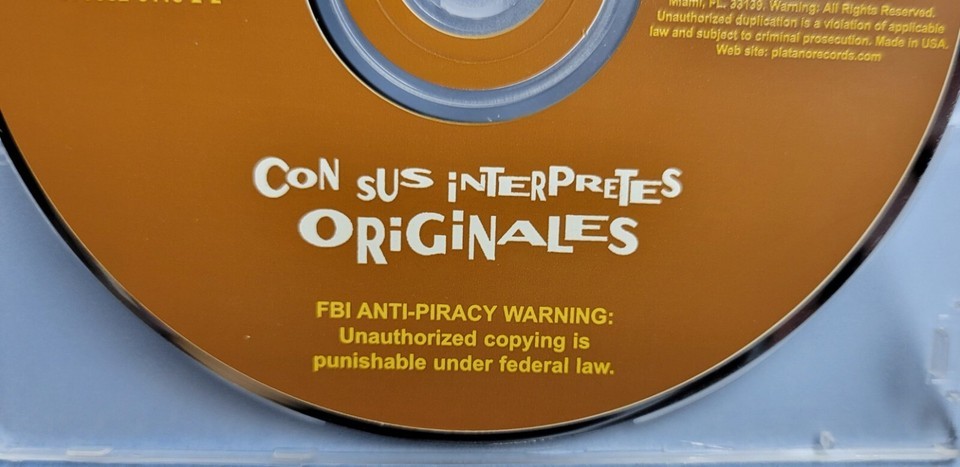 Miami, FL. 33139. Warning: All Rights Reserved.
Unauthorized duplication is a violation of applicable
law and subject to criminal prosecution. Made in USA.
Web site: platanorecords.com
CON SUS iNTERPRETES
ORiGiNALES
FBI ANTI-PIRACY WARNING:
Unauthorized copying is
punishable under federal law.